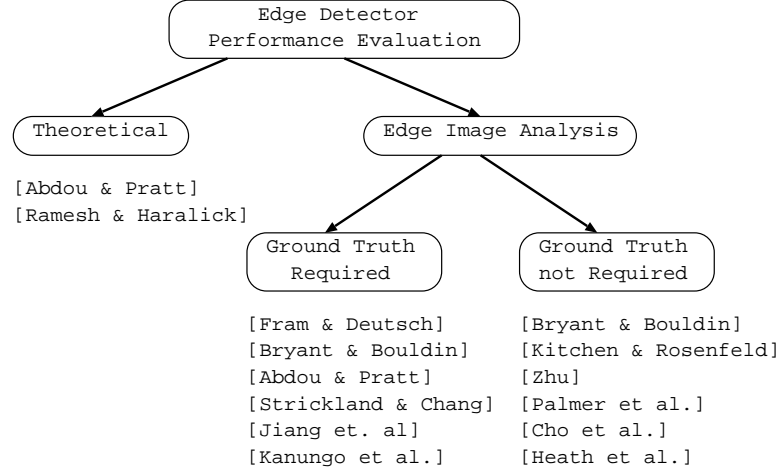 Edge Detector
Performance Evaluation
Theoretical
Edge Image Analysis
[Abdou & Pratt]
[Ramesh & Haralick]
Ground Truth
Required
Ground Truth
not Required
[Fram & Deutsch]
[Bryant & Bouldin]
[Abdou & Pratt]
[Strickland & Chang]
[Jiang et. al]
[Kanungo et al.]
[Bryant & Bouldin]
[Kitchen & Rosenfeld]
[Zhu]
[Palmer et al.]
[Cho et al.]
[Heath et al.]